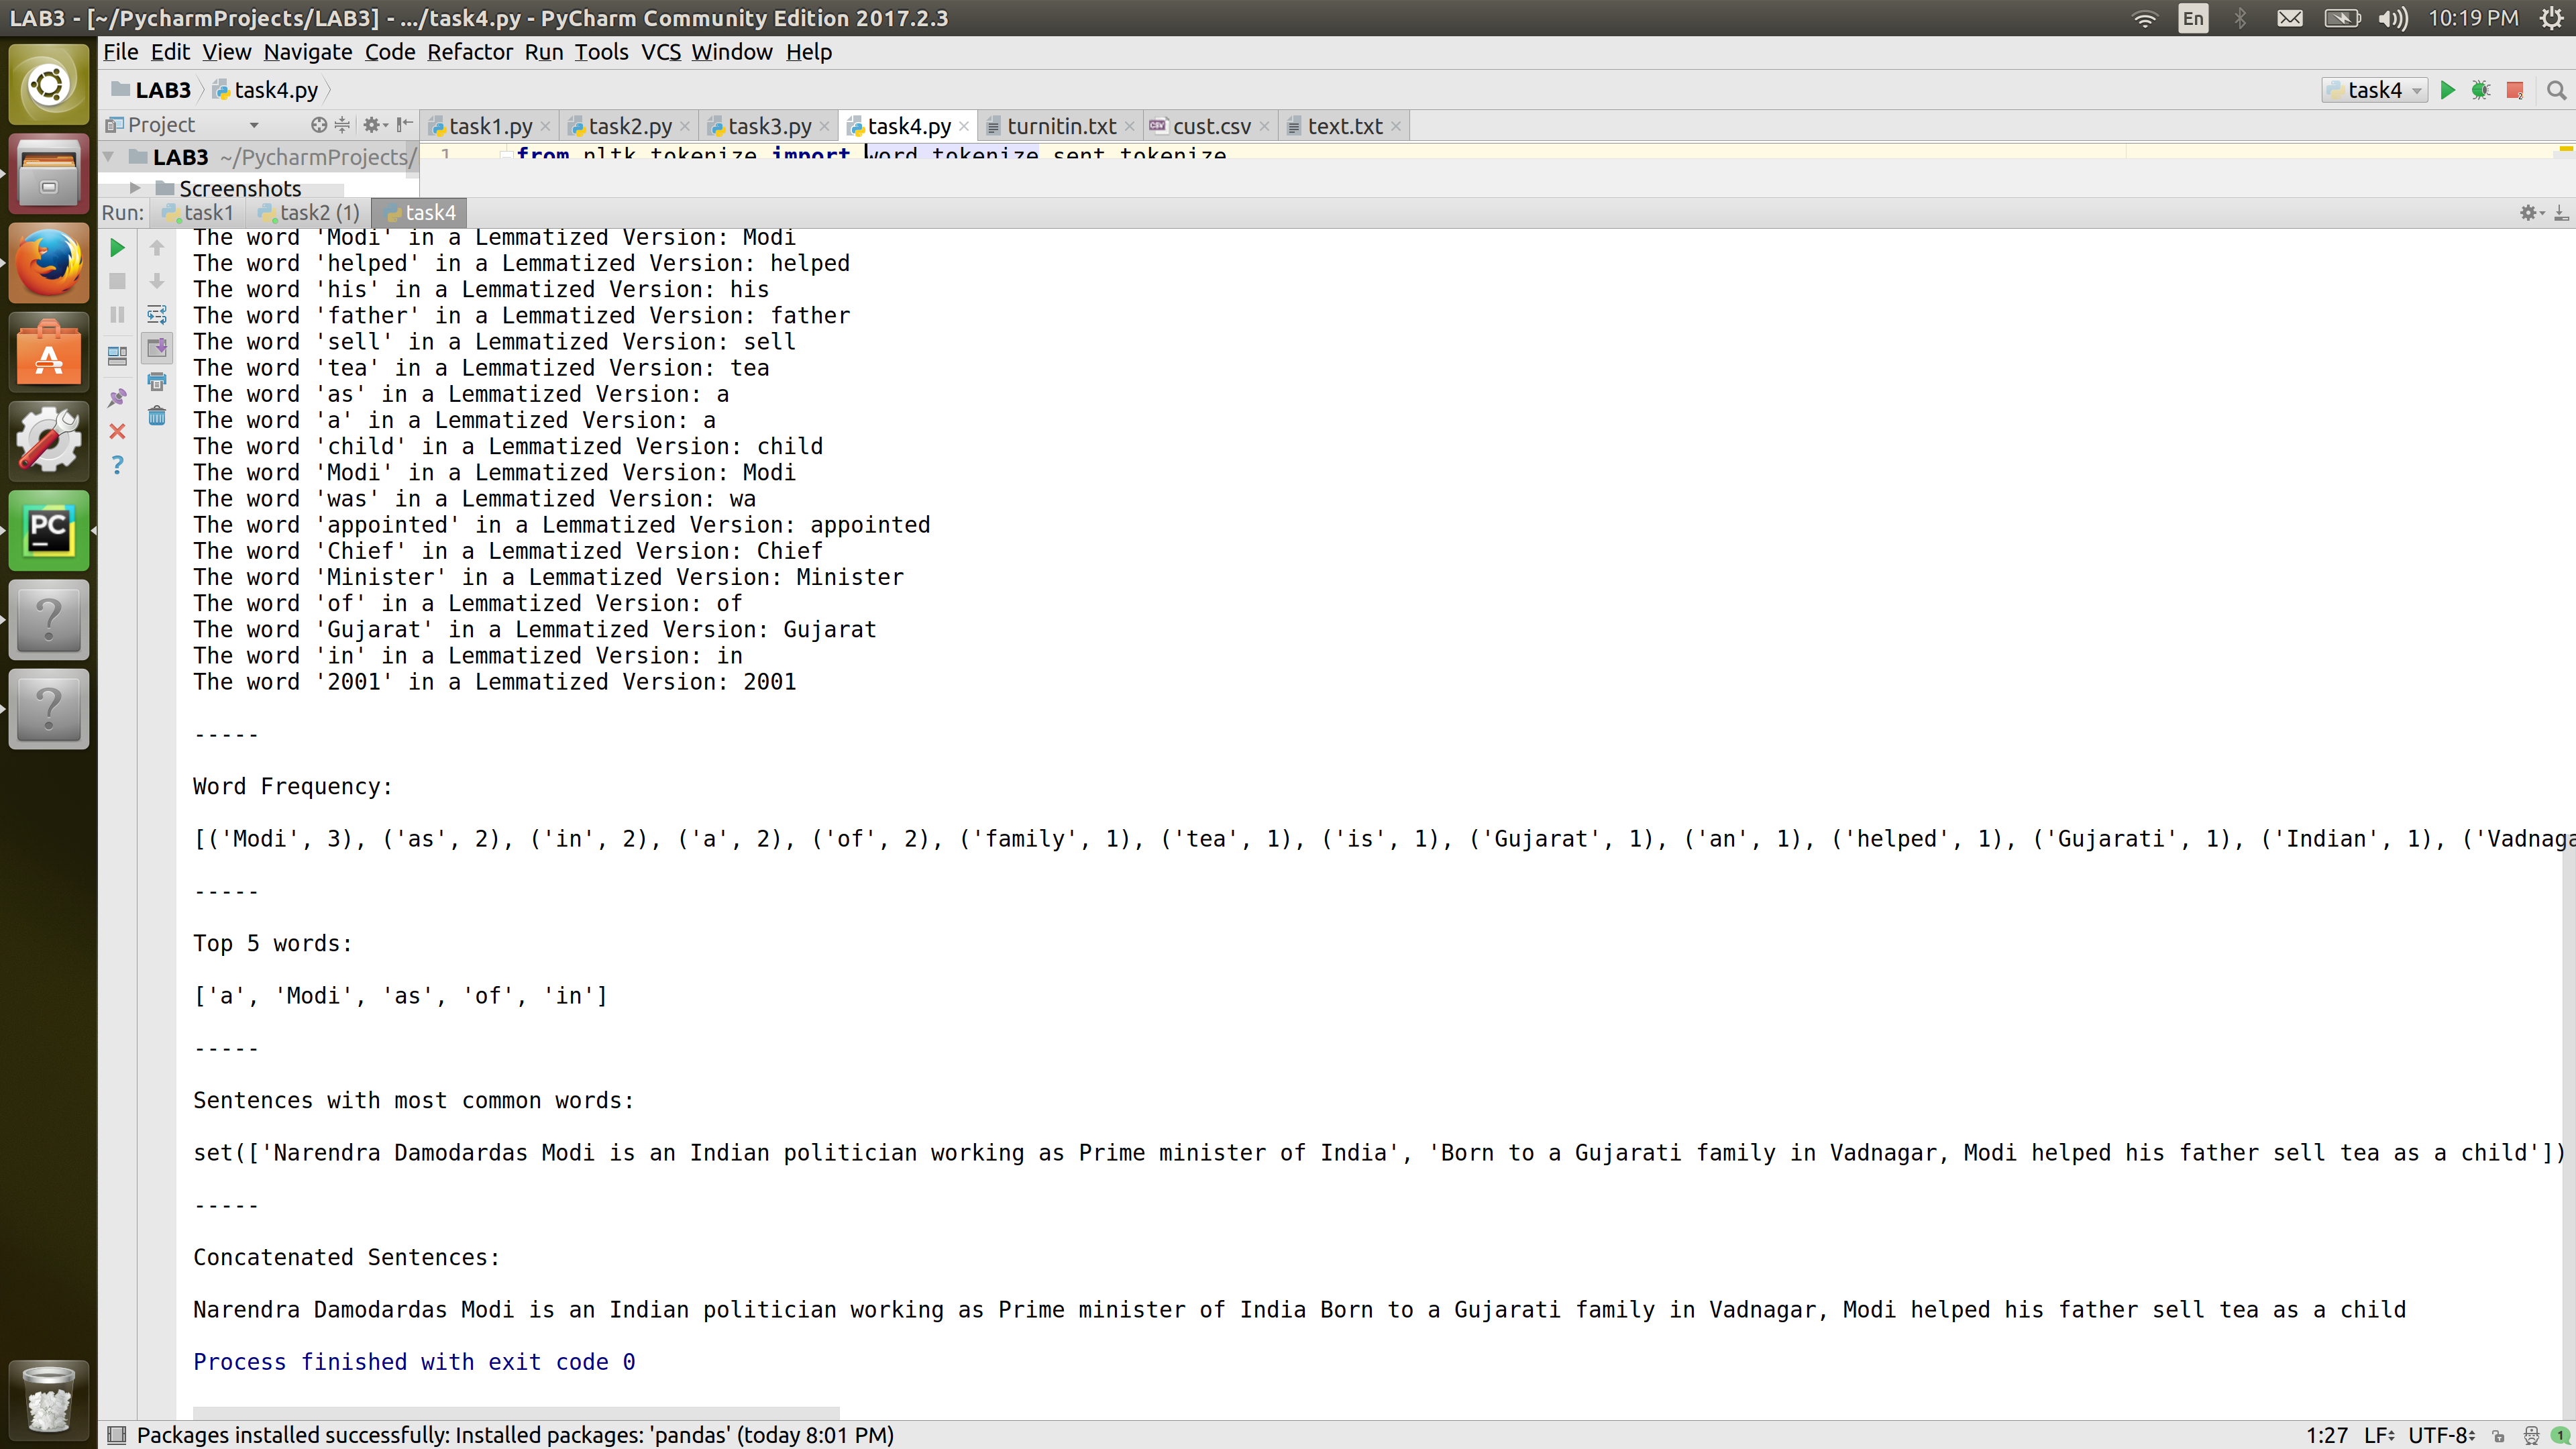 LAB3 - [~/PycharmProjects/LAB3] - .../task4.py - PyCharm Community Edition 2017.2.3
En
10:19 PM
File Edit View Navigate Code Refactor Run Tools VCS Window Help
LAB3 task4.py
task4
Project
task1.py task2.py task3.py task4.py turnitin.txt cust.csv text.txt
LAB3 ~/PycharmProjects/
1 from nltk.tokenize import word_tokenize,sent_tokenize
Screenshots
Run: task1 task2 (1) task4
The word 'Modi' in a Lemmatized Version: Modi
The word 'helped' in a Lemmatized Version: helped
The word 'his' in a Lemmatized Version: his
The word 'father' in a Lemmatized Version: father
The word 'sell' in a Lemmatized Version: sell
The word 'tea' in a Lemmatized Version: tea
The word 'as' in a Lemmatized Version: a
The word 'a' in a Lemmatized Version: a
The word 'child' in a Lemmatized Version: child
The word 'Modi' in a Lemmatized Version: Modi
The word 'was' in a Lemmatized Version: wa
The word 'appointed' in a Lemmatized Version: appointed
The word 'Chief' in a Lemmatized Version: Chief
The word 'Minister' in a Lemmatized Version: Minister
The word 'of' in a Lemmatized Version: of
The word 'Gujarat' in a Lemmatized Version: Gujarat
The word 'in' in a Lemmatized Version: in
The word '2001' in a Lemmatized Version: 2001
-----
Word Frequency:
[('Modi', 3), ('as', 2), ('in', 2), ('a', 2), ('of', 2), ('family', 1), ('tea', 1), ('is', 1), ('Gujarat', 1), ('an', 1), ('helped', 1), ('Gujarati', 1), ('Indian', 1), ('Vadnaga
-----
Top 5 words:
['a', 'Modi', 'as', 'of', 'in']
-----
Sentences with most common words:
set(['Narendra Damodardas Modi is an Indian politician working as Prime minister of India', 'Born to a Gujarati family in Vadnagar, Modi helped his father sell tea as a child'])
-----
Concatenated Sentences:
Narendra Damodardas Modi is an Indian politician working as Prime minister of India Born to a Gujarati family in Vadnagar, Modi helped his father sell tea as a child
Process finished with exit code 0
Packages installed successfully: Installed packages: 'pandas' (today 8:01 PM)
1:27 LF UTF-8 1